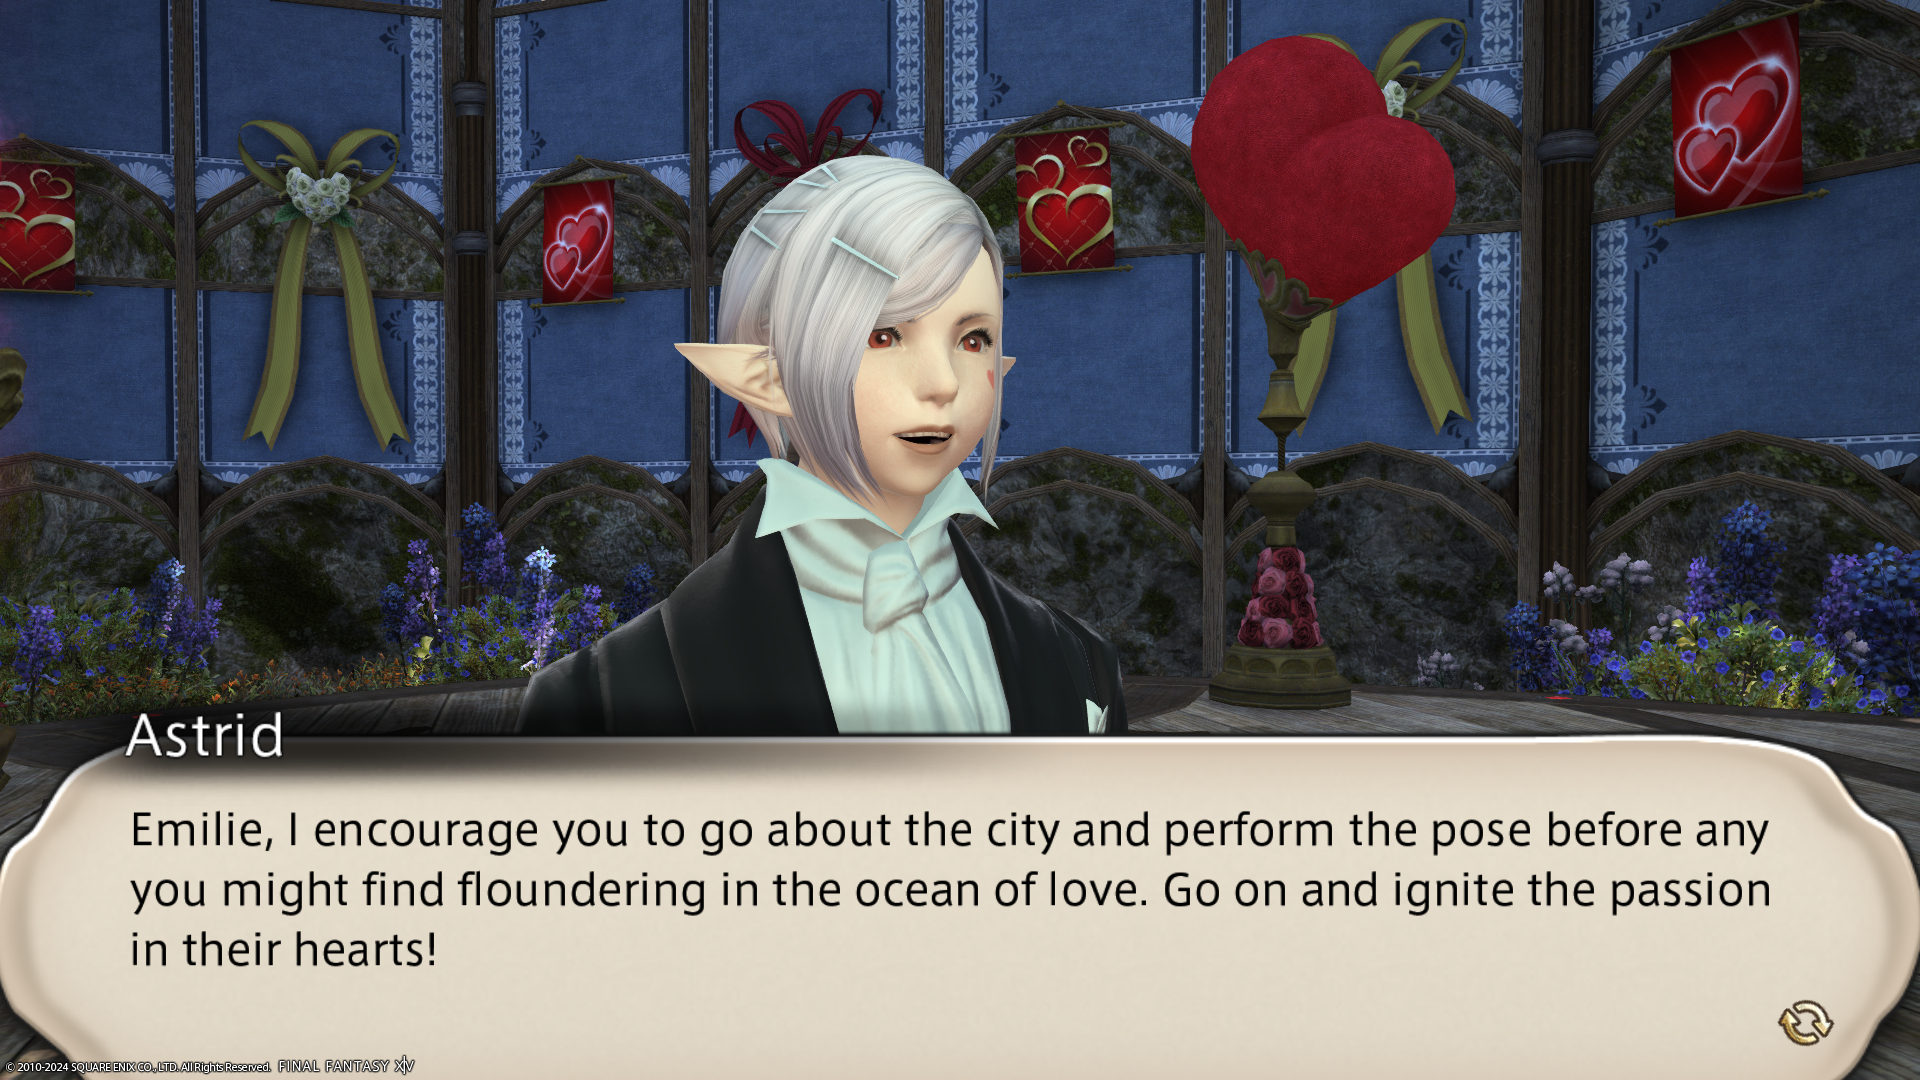 Astrid
Emilie, I encourage you to go about the city and perform the pose before any
you might find floundering in the ocean of love. Go on and ignite the passion
in their hearts!
© 2010-2024 SQUARE ENIX CO., LTD. All Rights Reserved. FINAL FANTASY XIV